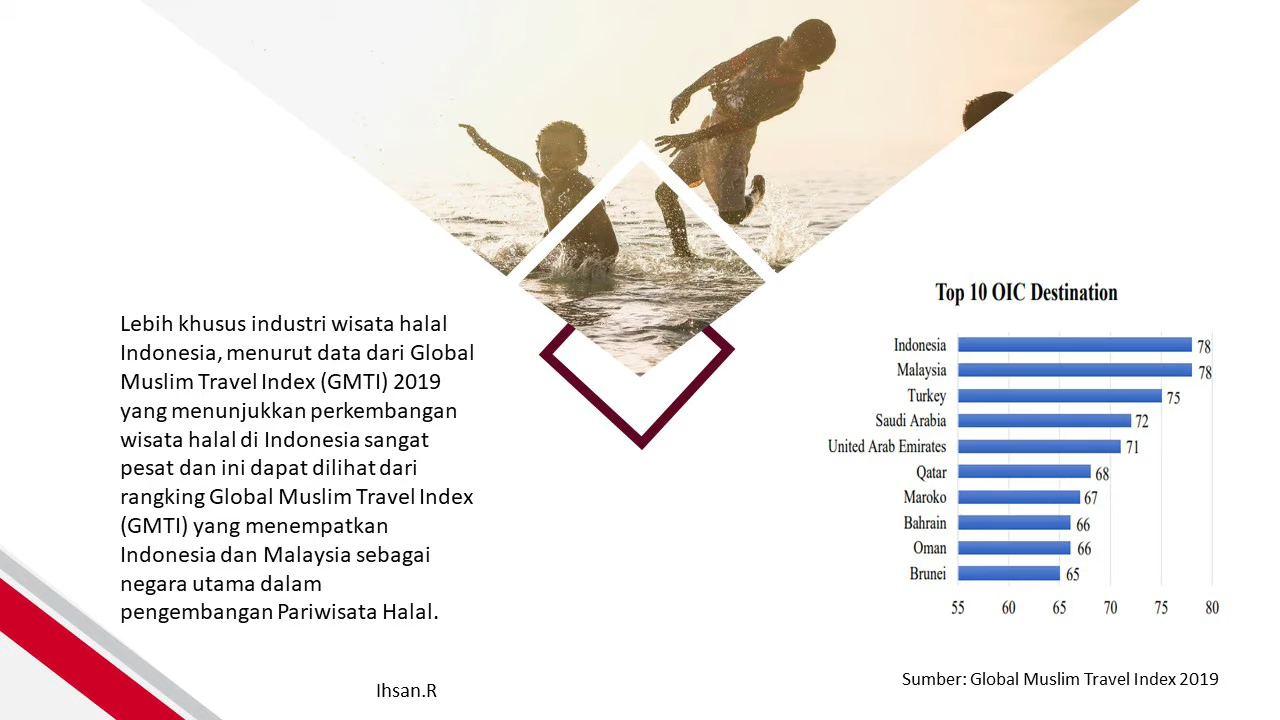 Lebih khusus industri wisata halal
Indonesia, menurut data dari Global
Muslim Travel Index (GMTI) 2019
yang menunjukkan perkembangan
wisata halal di Indonesia sangat
pesat dan ini dapat dilihat dari
rangking Global Muslim Travel Index
(GMTI) yang menempatkan
Indonesia dan Malaysia sebagai
negara utama dalam
pengembangan Pariwisata Halal.
Ihsan.R
Top 10 OIC Destination
Indonesia 78
Malaysia 78
Turkey 75
Saudi Arabia 72
United Arab Emirates 71
Qatar 68
Maroko 67
Bahrain 66
Oman 66
Brunei 65
55 60 65 70 75 80
Sumber: Global Muslim Travel Index 2019